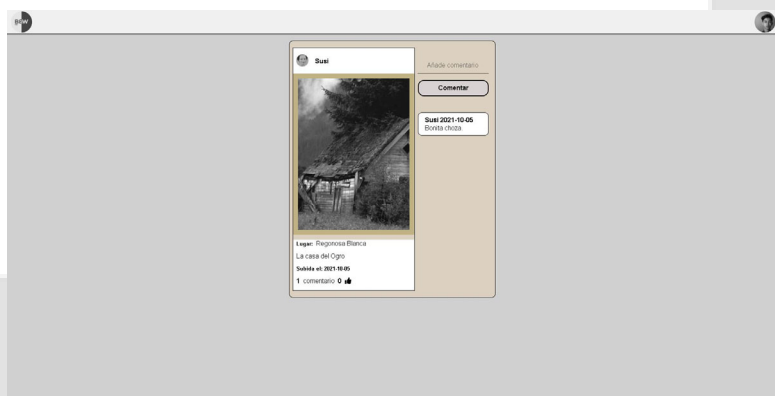 B&W
Susi
Añade comentario
Comentar
Susi 2021-10-05
Bonita choza
Lugar: Regonosa Blanca
La casa del Ogro
Subida el: 2021-10-05
1 comentario 0